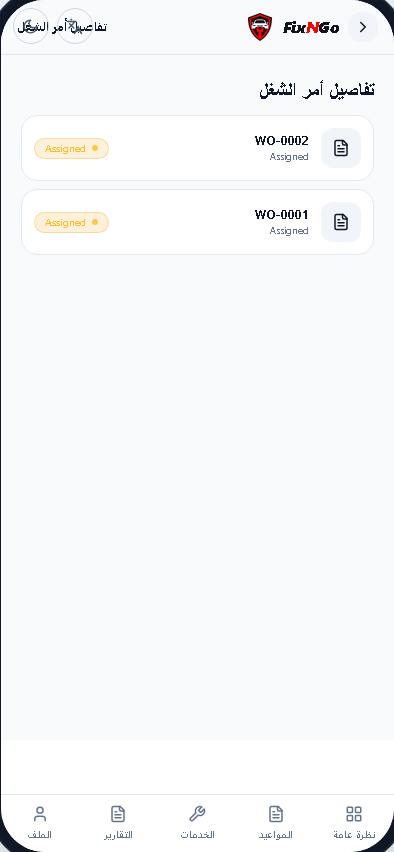 FixNGo
تفاصيل أمر الشغل
تفاصيل أمر الشغل
WO-0002
Assigned
Assigned
WO-0001
Assigned
Assigned
نظرة عامة
المواعيد
الخدمات
التقارير
الملف